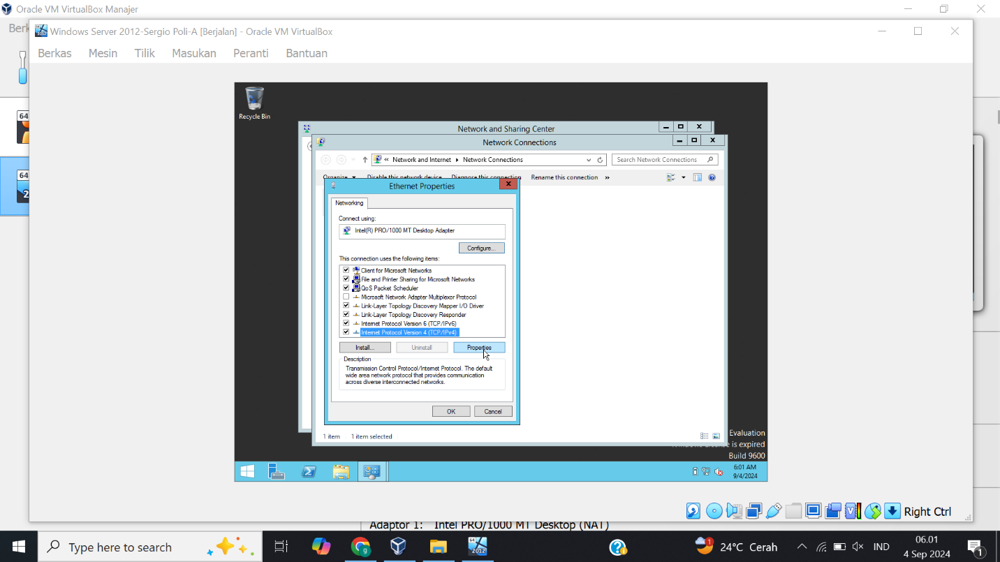 Oracle VM VirtualBox Manajer
Berk
Windows Server 2012-Sergio Poli-A [Berjalan] - Oracle VM VirtualBox
Berkas Mesin Tilik Masukan Peranti Bantuan
Recycle Bin
64
Network and Sharing Center
Network Connections
« Network and Internet Network Connections
Search Network Connections
Organize Disable this network device Diagnose this connection Rename this connection »
64
2
Ethernet Properties
Networking
Connect using:
Intel(R) PRO/1000 MT Desktop Adapter
Configure...
This connection uses the following items:
Client for Microsoft Networks
File and Printer Sharing for Microsoft Networks
QoS Packet Scheduler
Microsoft Network Adapter Multiplexor Protocol
Link-Layer Topology Discovery Mapper I/O Driver
Link-Layer Topology Discovery Responder
Internet Protocol Version 6 (TCP/IPv6)
Internet Protocol Version 4 (TCP/IPv4)
Install... Uninstall Properties
Description
Transmission Control Protocol/Internet Protocol. The default
wide area network protocol that provides communication
across diverse interconnected networks.
OK Cancel
1 item 1 item selected
Evaluation
is expired
Build 9600
6:01 AM
9/4/2024
Right Ctrl
Adaptor 1: Intel PRO/1000 MT Desktop (NAT)
Type here to search
64
2012
1
24°C Cerah
IND
06.01
4 Sep 2024
1